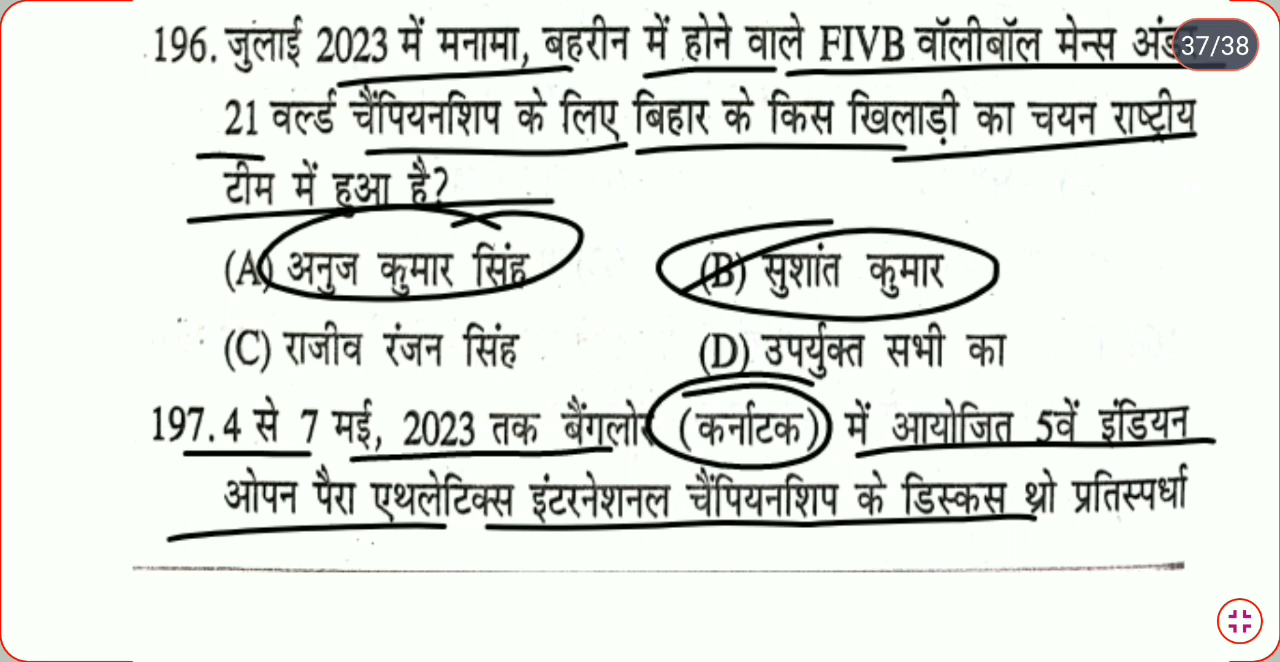 196. जुलाई 2023 में मनामा, बहरीन में होने वाले FIVB वॉलीबॉल मेन्स
37/38
21 वर्ल्ड चैंपियनशिप के लिए बिहार के किस खिलाड़ी का चयन राष्ट्रीय
टीम में हुआ है?
(A) अनुज कुमार सिंह (B) सुशांत कुमार
(C) राजीव रंजन सिंह (D) उपर्युक्त सभी का
197. 4 से 7 मई, 2023 तक बैंगलोर (कर्नाटक) में आयोजित 5वें इंडियन
ओपन पैरा एथलेटिक्स इंटरनेशनल चैंपियनशिप के डिस्कस थ्रो प्रतिस्पर्धा